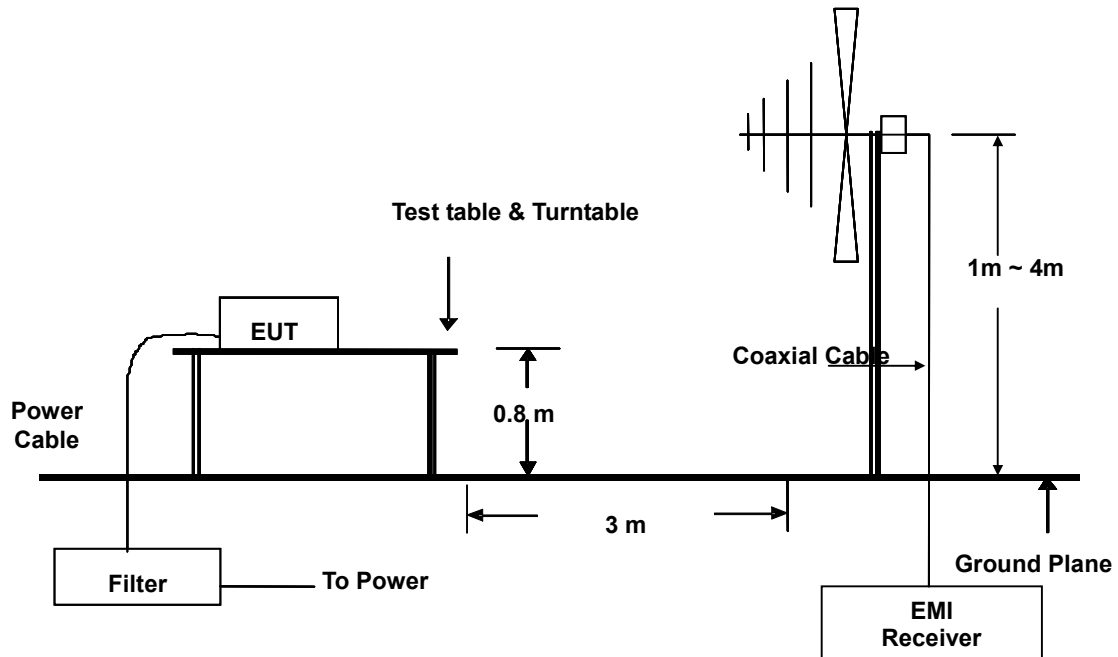 Test table & Turntable
1m ~ 4m
EUT
Coaxial Cable
0.8 m
Power
Cable
3 m
Filter
To Power
Ground Plane
EMI
Receiver